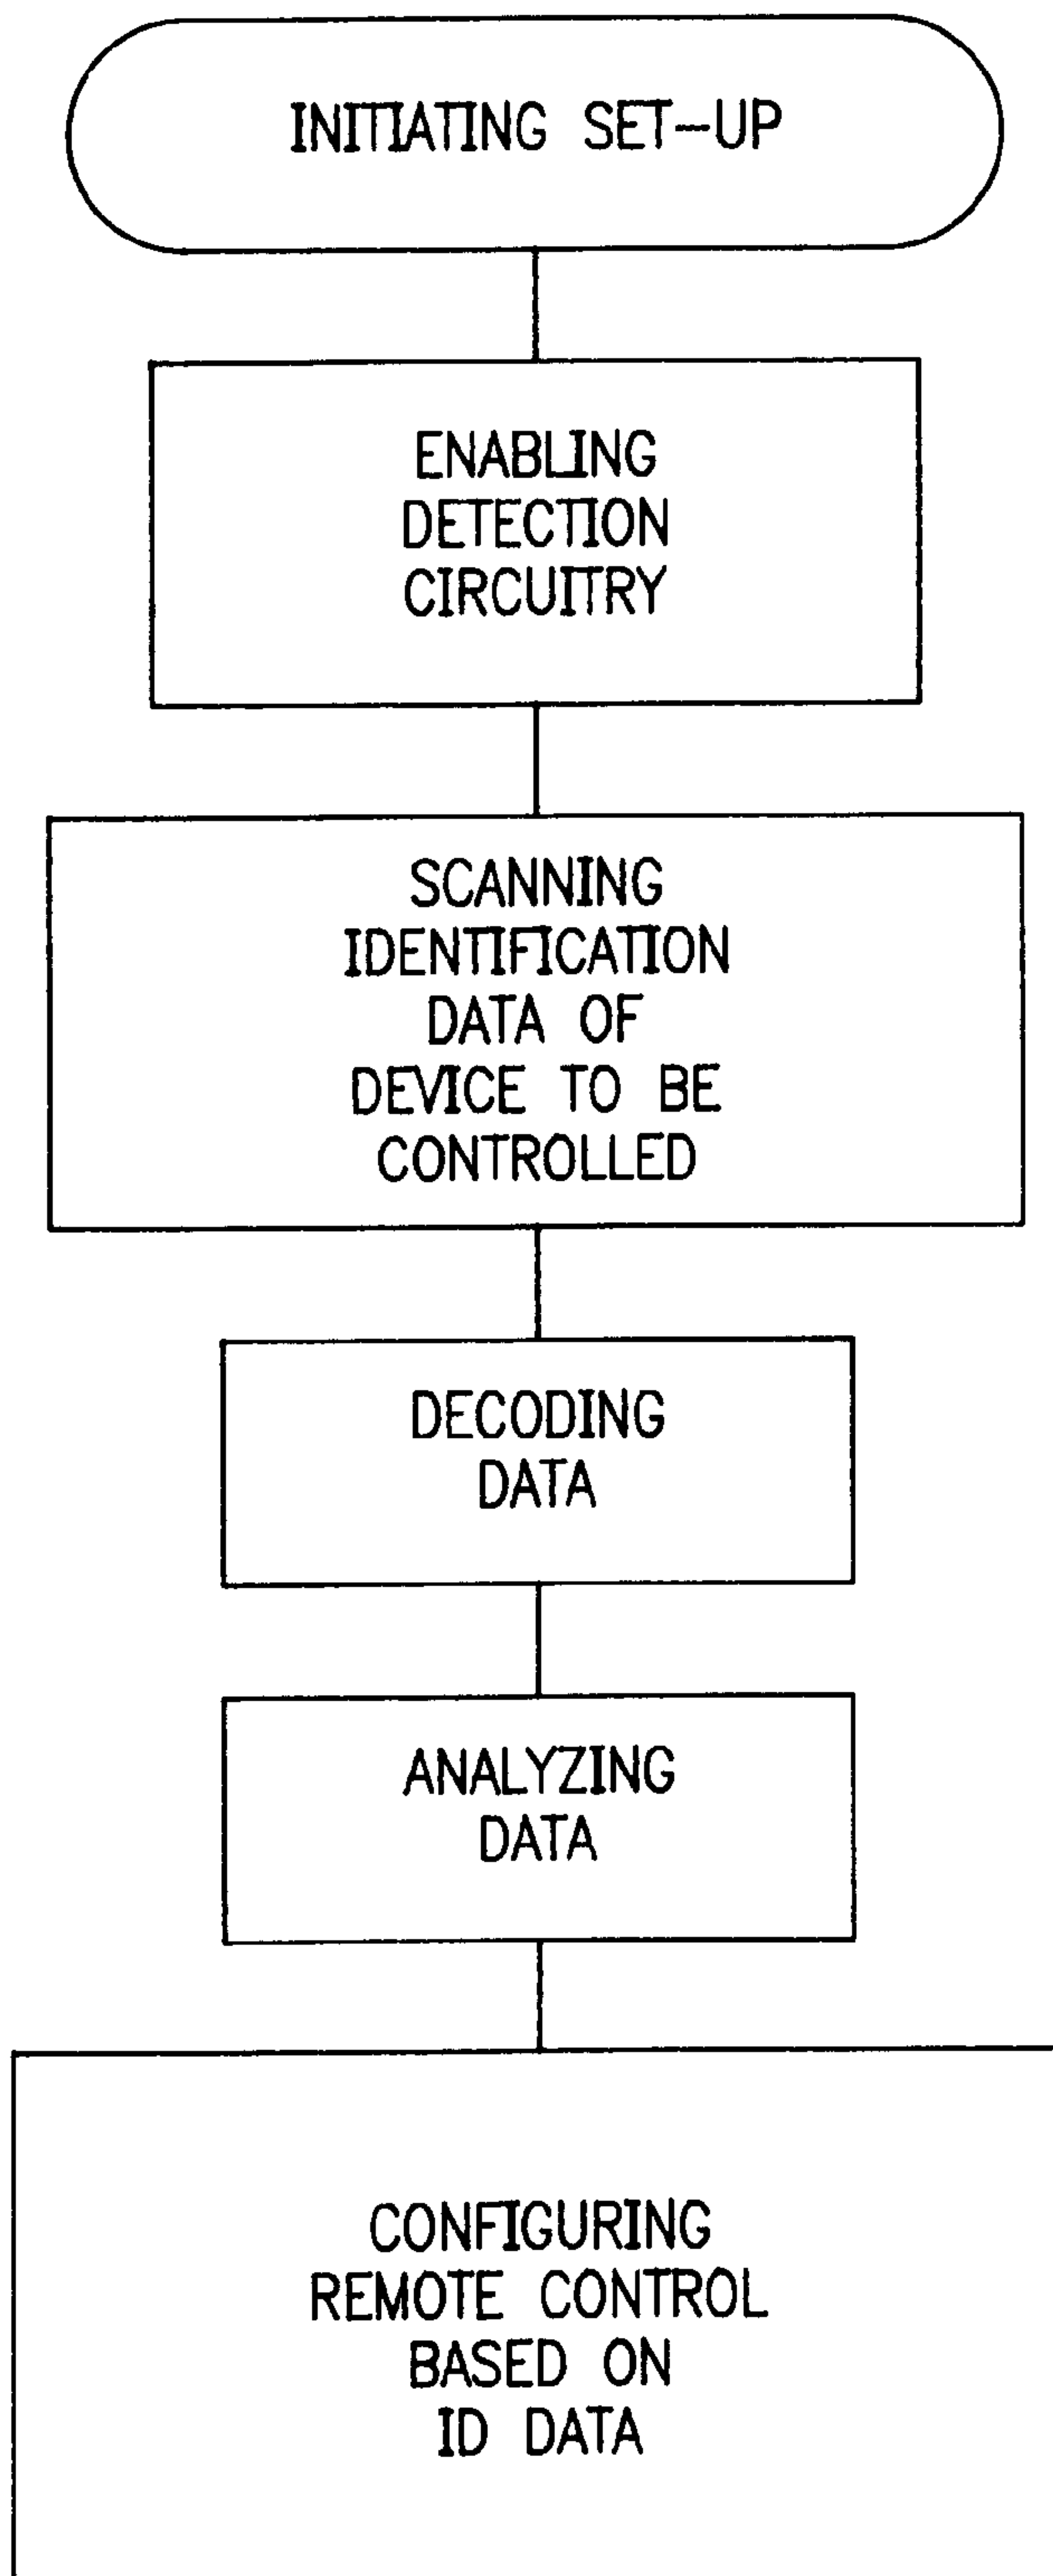 INITIATING SET-UP
ENABLING
DETECTION
CIRCUITRY
SCANNING
IDENTIFICATION
DATA OF
DEVICE TO BE
CONTROLLED
DECODING
DATA
ANALYZING
DATA
CONFIGURING
REMOTE CONTROL
BASED ON
ID DATA